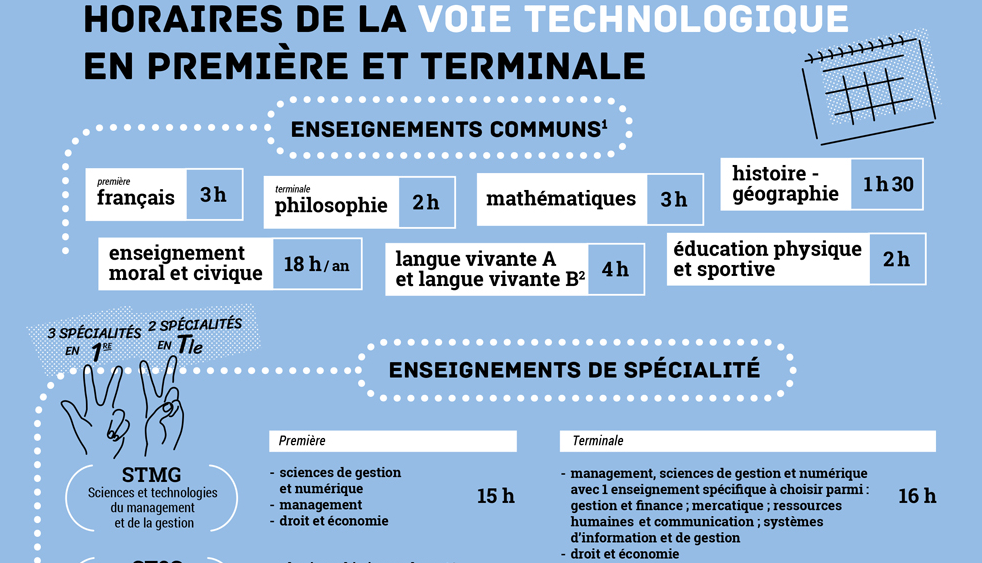 HORAIRES DE LA VOIE TECHNOLOGIQUE
EN PREMIÈRE ET TERMINALE
ENSEIGNEMENTS COMMUNS¹
première
français
3 h
terminale
philosophie
2 h
mathématiques
3 h
histoire -
géographie
1 h 30
enseignement
moral et civique
18 h / an
langue vivante A
et langue vivante B²
4 h
éducation physique
et sportive
2 h
3 SPÉCIALITÉS
EN 1RE
2 SPÉCIALITÉS
EN Tle
ENSEIGNEMENTS DE SPÉCIALITÉ
Première
Terminale
STMG
Sciences et technologies
du management
et de la gestion
- sciences de gestion
et numérique
- management
- droit et économie
15 h
- management, sciences de gestion et numérique
avec 1 enseignement spécifique à choisir parmi :
gestion et finance ; mercatique ; ressources
humaines et communication ; systèmes
d'information et de gestion
- droit et économie
16 h